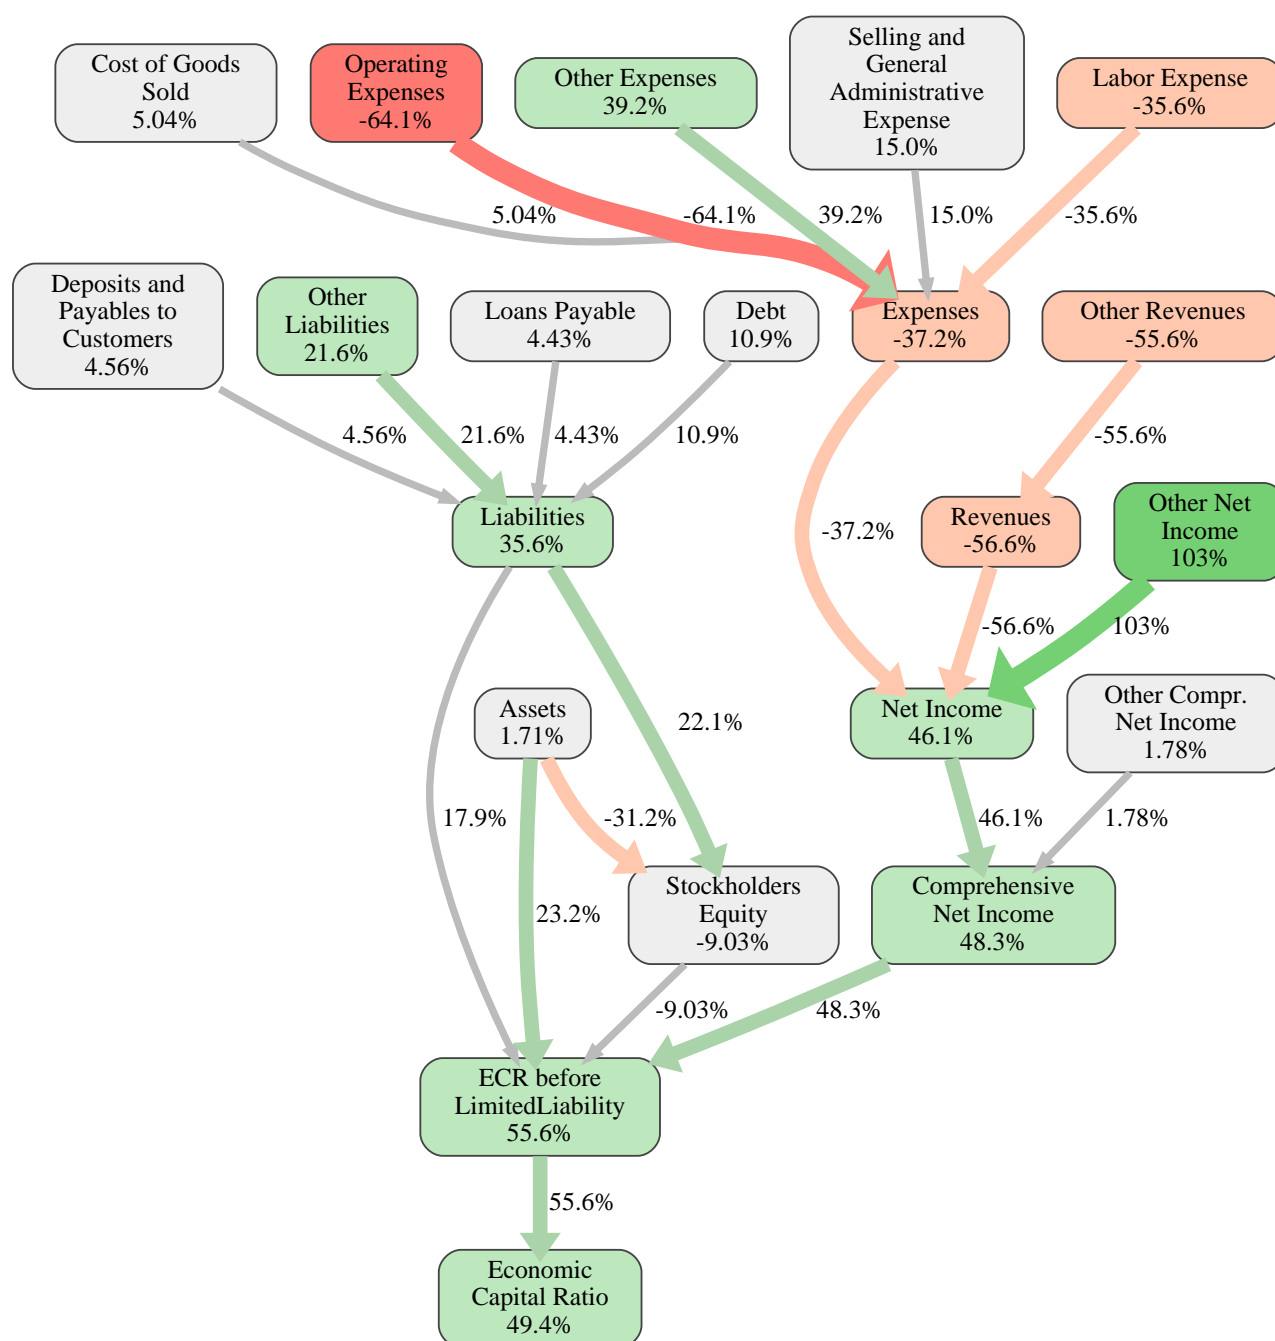 Cost of Goods
Sold
5.04%
Operating
Expenses
-64.1%
Other Expenses
39.2%
Selling and
General
Administrative
Expense
15.0%
Labor Expense
-35.6%
5.04%
-64.1%
39.2%
15.0%
-35.6%
Deposits and
Payables to
Customers
4.56%
Other
Liabilities
21.6%
Loans Payable
4.43%
Debt
10.9%
Expenses
-37.2%
Other Revenues
-55.6%
4.56%
21.6%
4.43%
10.9%
-55.6%
Liabilities
35.6%
-37.2%
Revenues
-56.6%
Other Net
Income
103%
-56.6%
103%
Assets
1.71%
22.1%
Net Income
46.1%
Other Compr.
Net Income
1.78%
17.9%
-31.2%
46.1%
1.78%
23.2%
Stockholders
Equity
-9.03%
Comprehensive
Net Income
48.3%
-9.03%
48.3%
ECR before
LimitedLiability
55.6%
55.6%
Economic
Capital Ratio
49.4%